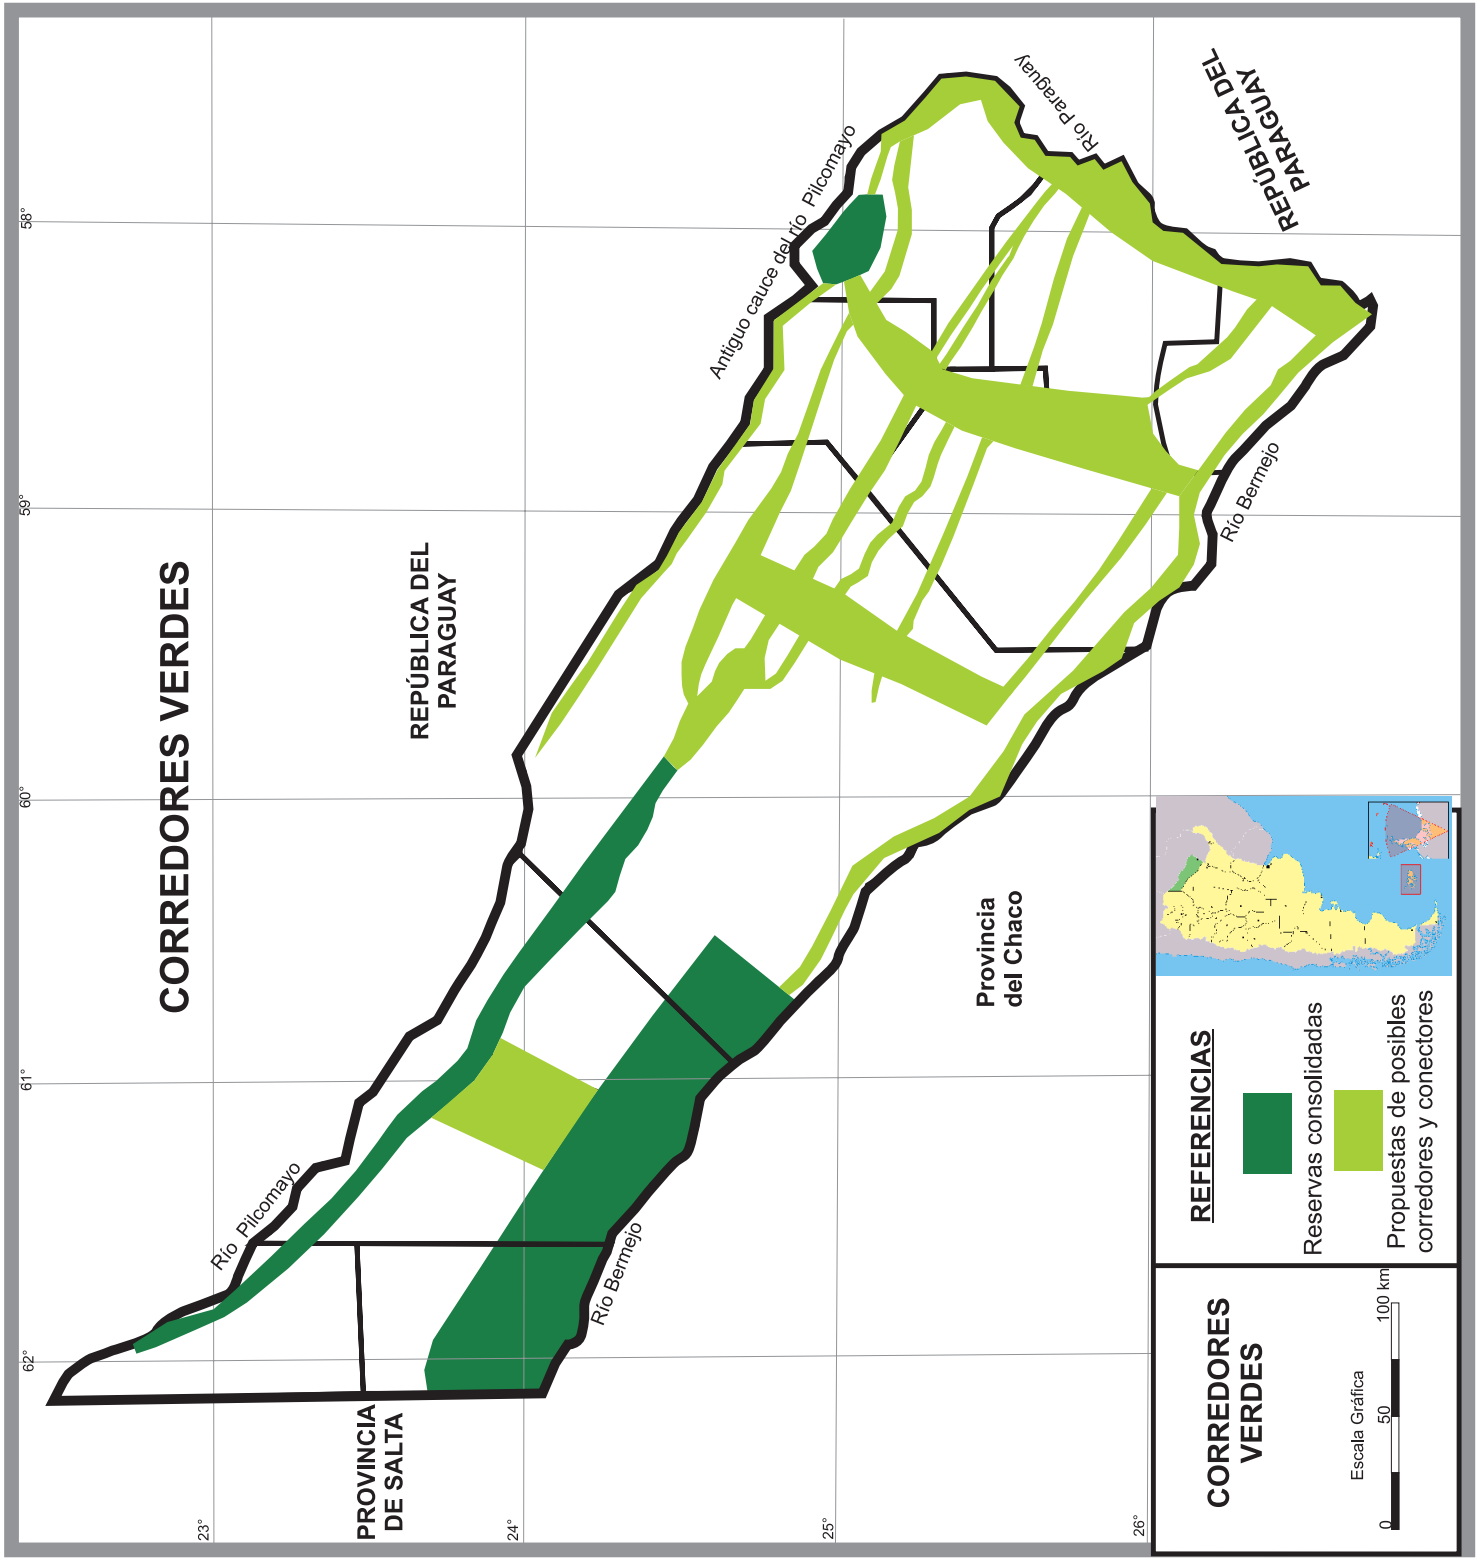 CORREDORES VERDES
62°
61°
60°
59°
58°
23°
24°
25°
26°
REPÚBLICA DEL
PARAGUAY
Río Pilcomayo
Antiguo cauce del río Pilcomayo
Río Paraguay
REPÚBLICA DEL
PARAGUAY
PROVINCIA
DE SALTA
Río Bermejo
Río Bermejo
Provincia
del Chaco
CORREDORES
VERDES
Escala Gráfica
0
50
100 km
REFERENCIAS
Reservas consolidadas
Propuestas de posibles
corredores y conectores